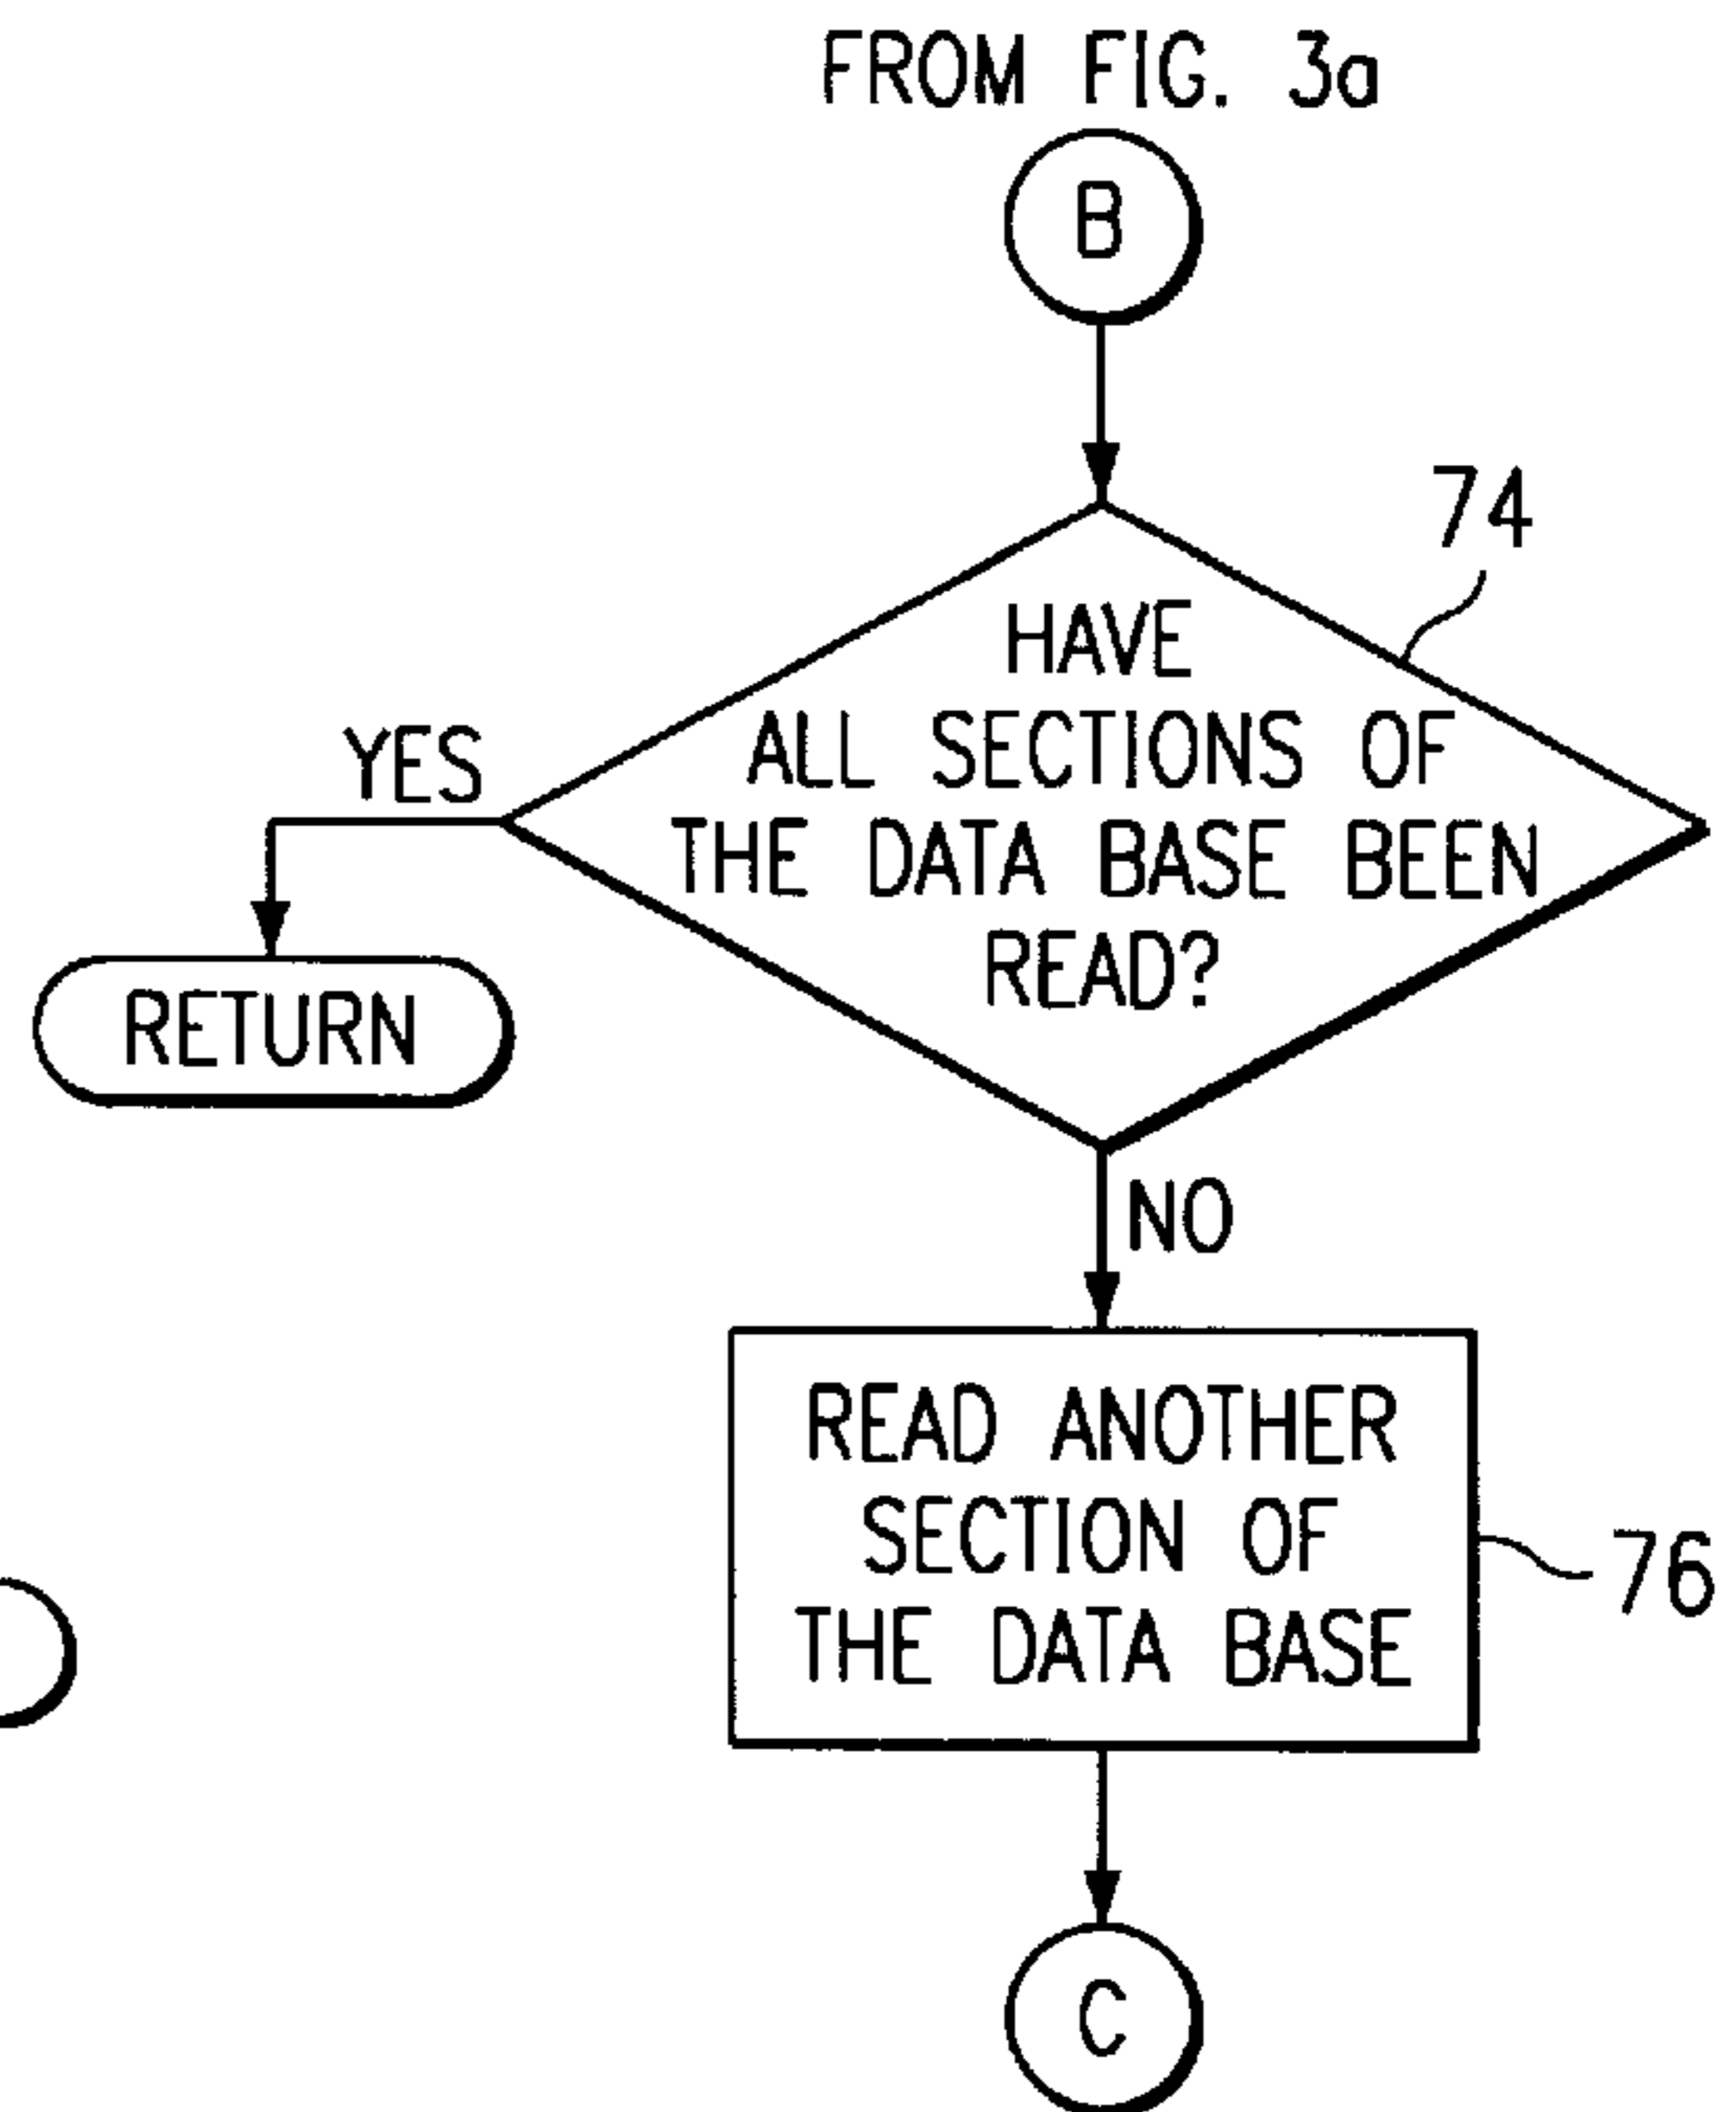 FROM FIG. 3a
B
74
HAVE
ALL SECTIONS OF
THE DATA BASE BEEN
READ?
YES
RETURN
NO
READ ANOTHER
SECTION OF
THE DATA BASE
76
C